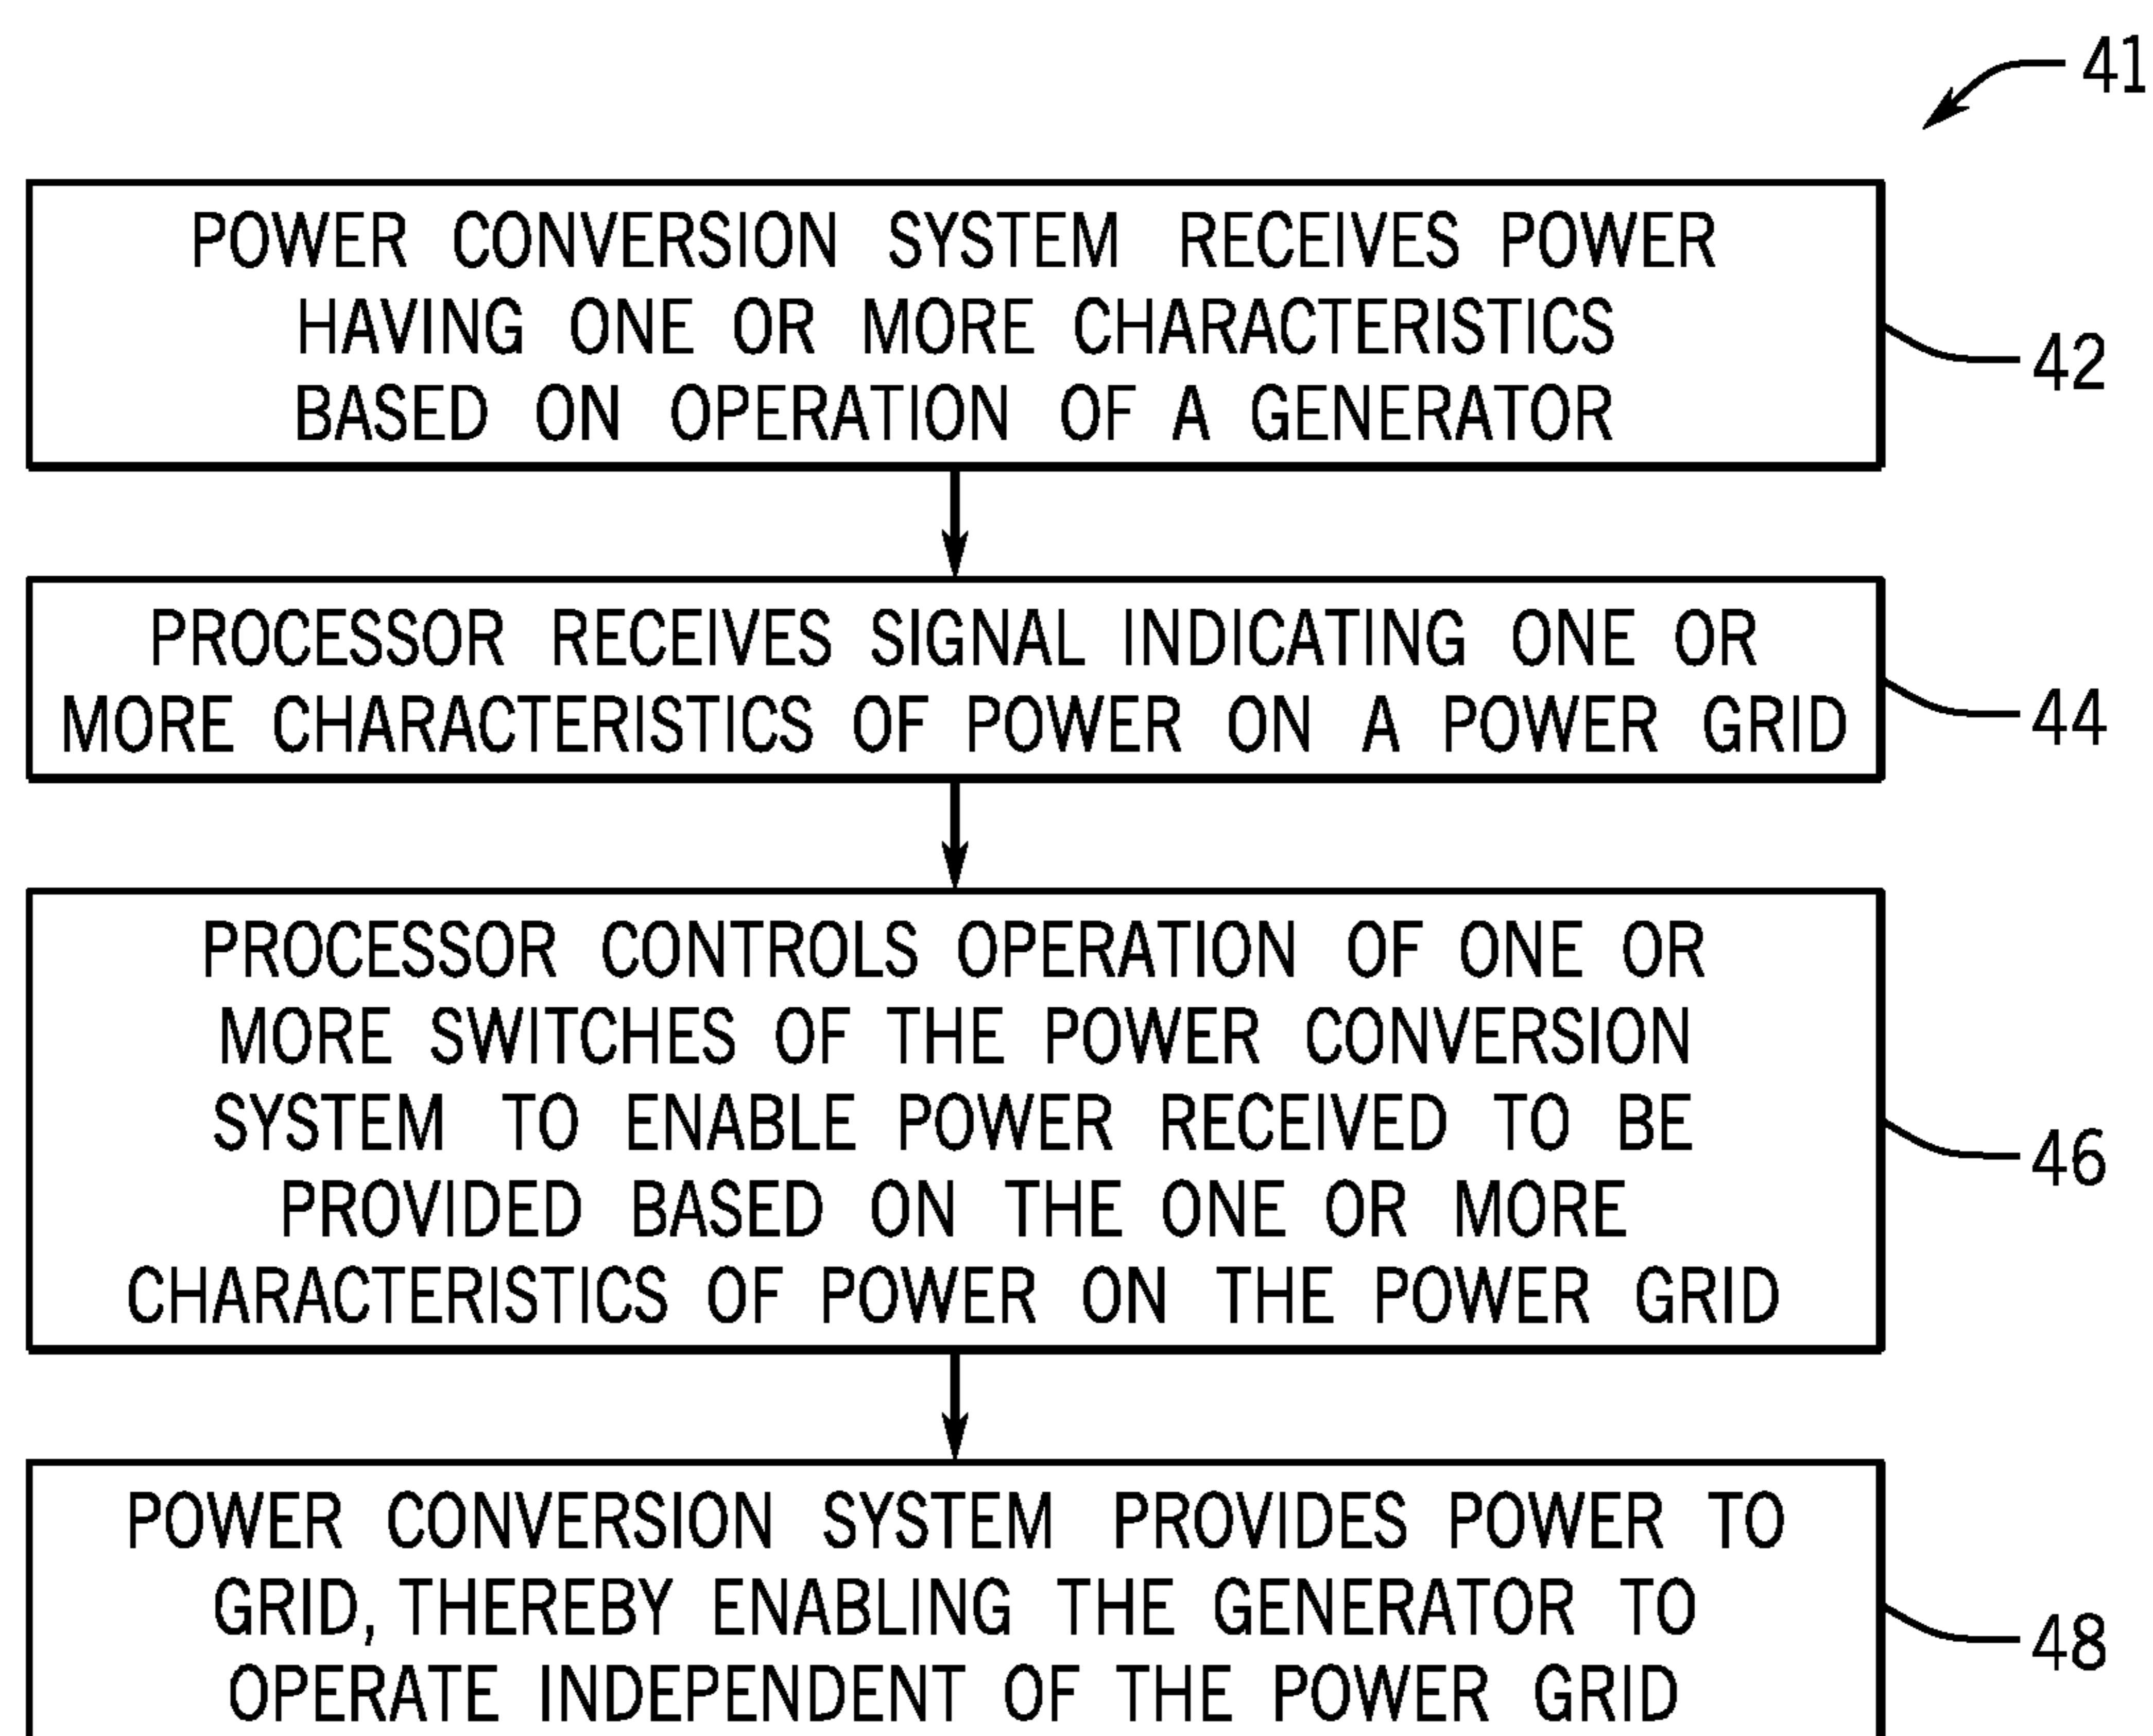 41
POWER CONVERSION SYSTEM RECEIVES POWER
HAVING ONE OR MORE CHARACTERISTICS
BASED ON OPERATION OF A GENERATOR
42
PROCESSOR RECEIVES SIGNAL INDICATING ONE OR
MORE CHARACTERISTICS OF POWER ON A POWER GRID
44
PROCESSOR CONTROLS OPERATION OF ONE OR
MORE SWITCHES OF THE POWER CONVERSION
SYSTEM TO ENABLE POWER RECEIVED TO BE
PROVIDED BASED ON THE ONE OR MORE
CHARACTERISTICS OF POWER ON THE POWER GRID
46
POWER CONVERSION SYSTEM PROVIDES POWER TO
GRID, THEREBY ENABLING THE GENERATOR TO
OPERATE INDEPENDENT OF THE POWER GRID
48